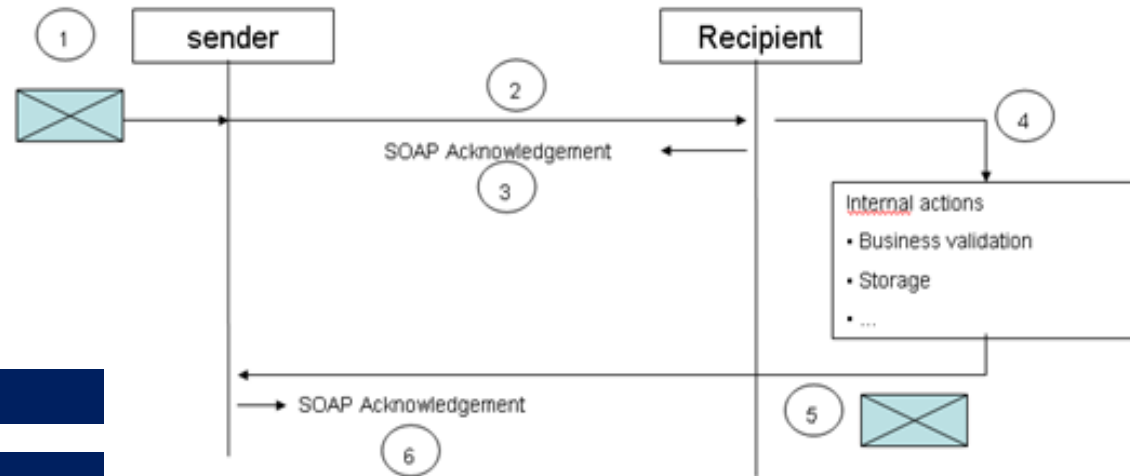 1
sender
Recipient
2
4
SOAP Acknowledgement
3
Internal actions
• Business validation
• Storage
• ...
SOAP Acknowledgement
5
6